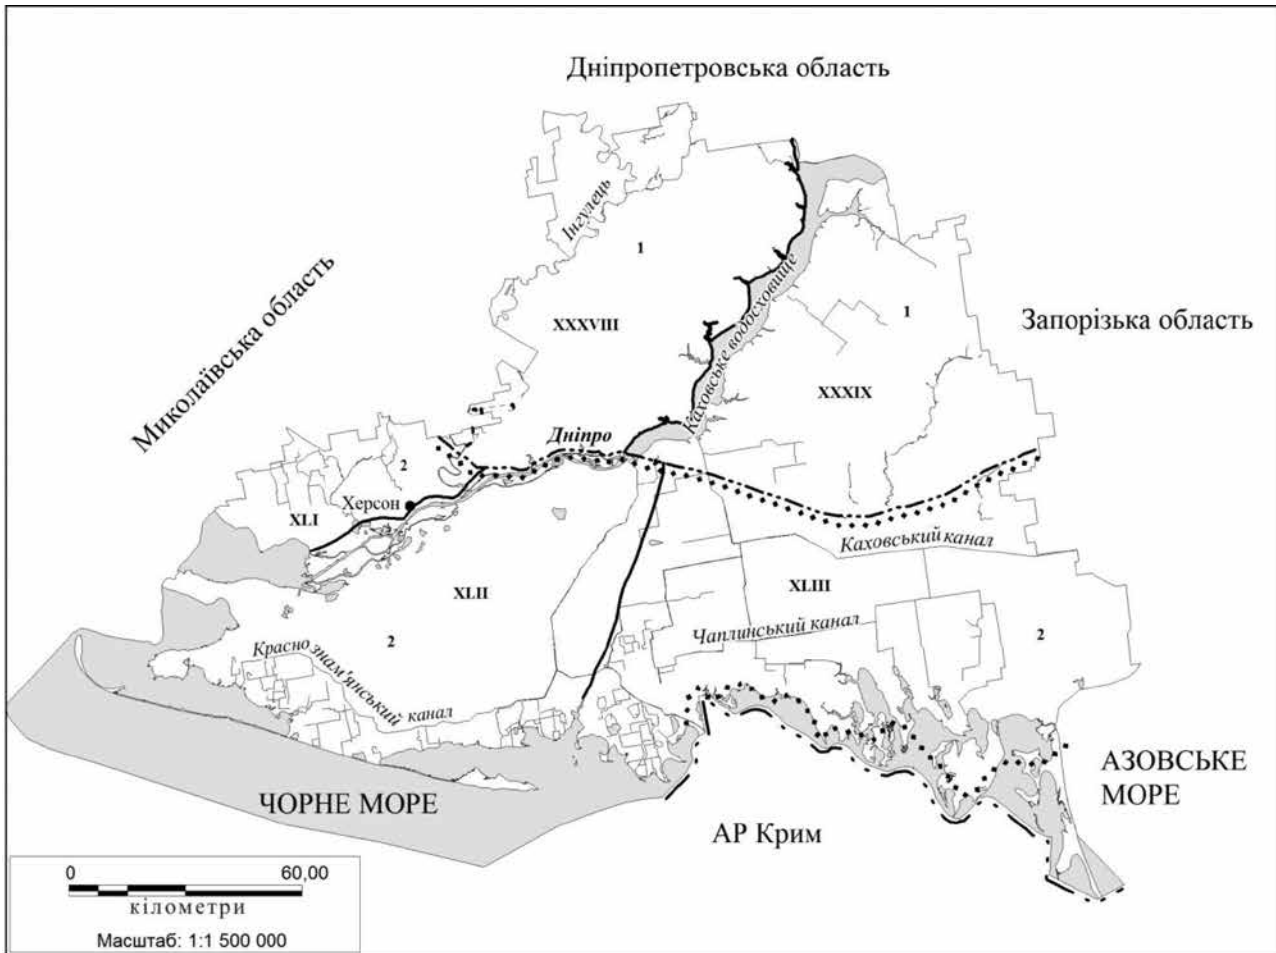 Дніпропетровська область
Інгулець
1
Миколаївська область
XXXVIII
Каховське водосховище
1
Запорізька область
XXXIX
Дніпро
2
Херсон
XLI
Каховський канал
XLII
XLIII
Чаплинський канал
2
2
Красно знам'янський канал
ЧОРНЕ МОРЕ
АЗОВСЬКЕ
МОРЕ
АР Крим
0 60,00
кілометри
Масштаб: 1:1 500 000